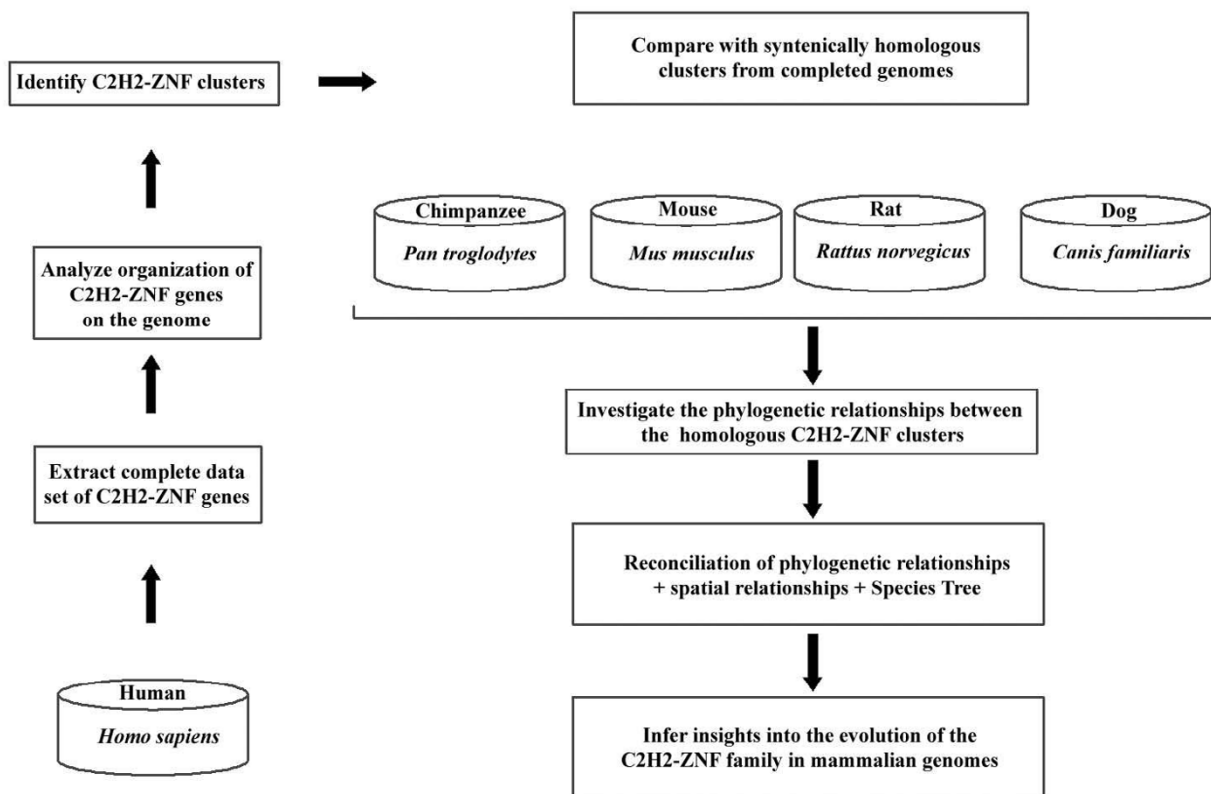 Human
Homo sapiens
Extract complete data
set of C2H2-ZNF genes
Analyze organization of
C2H2-ZNF genes
on the genome
Identify C2H2-ZNF clusters
Compare with syntenically homologous
clusters from completed genomes
Chimpanzee
Pan troglodytes
Mouse
Mus musculus
Rat
Rattus norvegicus
Dog
Canis familiaris
Investigate the phylogenetic relationships between
the homologous C2H2-ZNF clusters
Reconciliation of phylogenetic relationships
+ spatial relationships + Species Tree
Infer insights into the evolution of the
C2H2-ZNF family in mammalian genomes